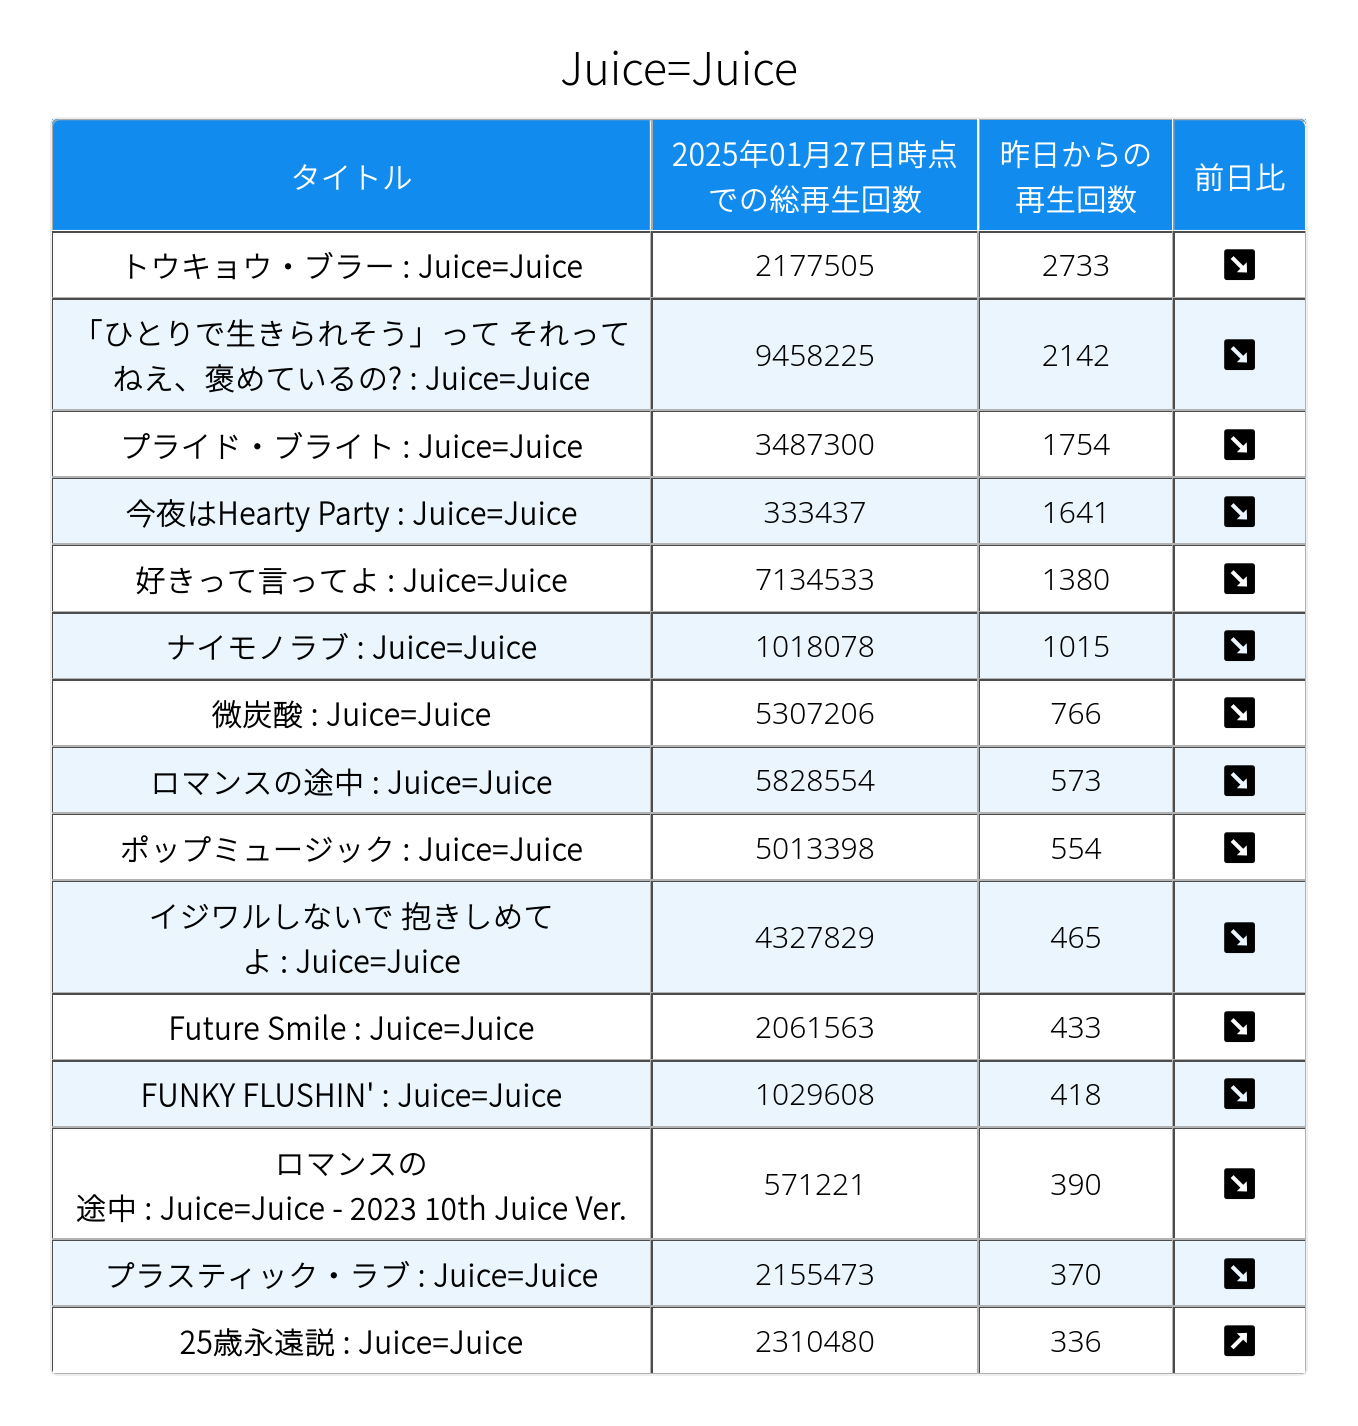 Juice=Juice
タイトル
2025年01月27日時点
での総再生回数
昨日からの
再生回数
前日比
トウキョウ・ブラー : Juice=Juice 2177505 2733
「ひとりで生きられそう」って それって
ねえ、褒めているの? : Juice=Juice 9458225 2142
プライド・ブライト : Juice=Juice 3487300 1754
今夜はHearty Party : Juice=Juice 333437 1641
好きって言ってよ : Juice=Juice 7134533 1380
ナイモノラブ : Juice=Juice 1018078 1015
微炭酸 : Juice=Juice 5307206 766
ロマンスの途中 : Juice=Juice 5828554 573
ポップミュージック : Juice=Juice 5013398 554
イジワルしないで 抱きしめて
よ : Juice=Juice 4327829 465
Future Smile : Juice=Juice 2061563 433
FUNKY FLUSHIN' : Juice=Juice 1029608 418
ロマンスの
途中 : Juice=Juice - 2023 10th Juice Ver. 571221 390
プラスティック・ラブ : Juice=Juice 2155473 370
25歳永遠説 : Juice=Juice 2310480 336